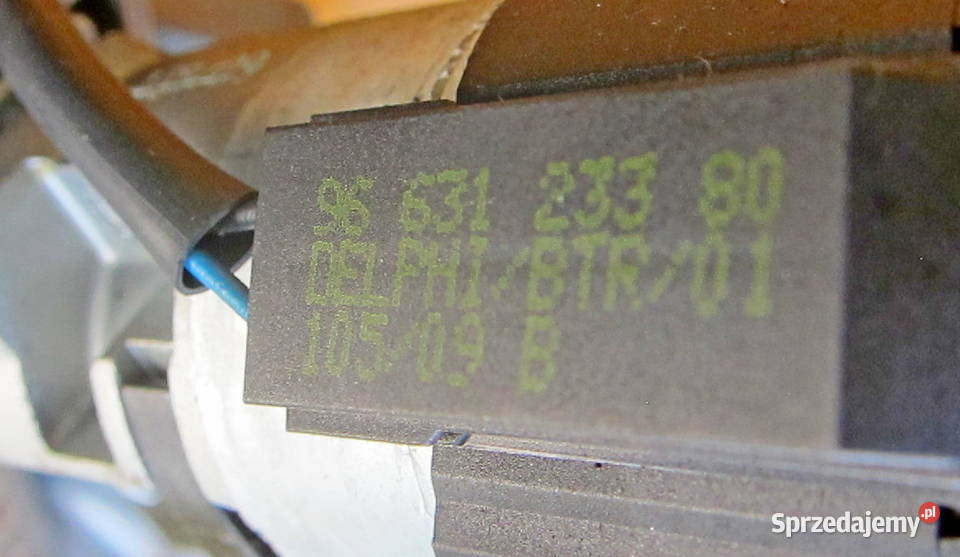 96 631 233 80
DELPHI/BTR/01
105/09 B
Sprzedajemy.pl